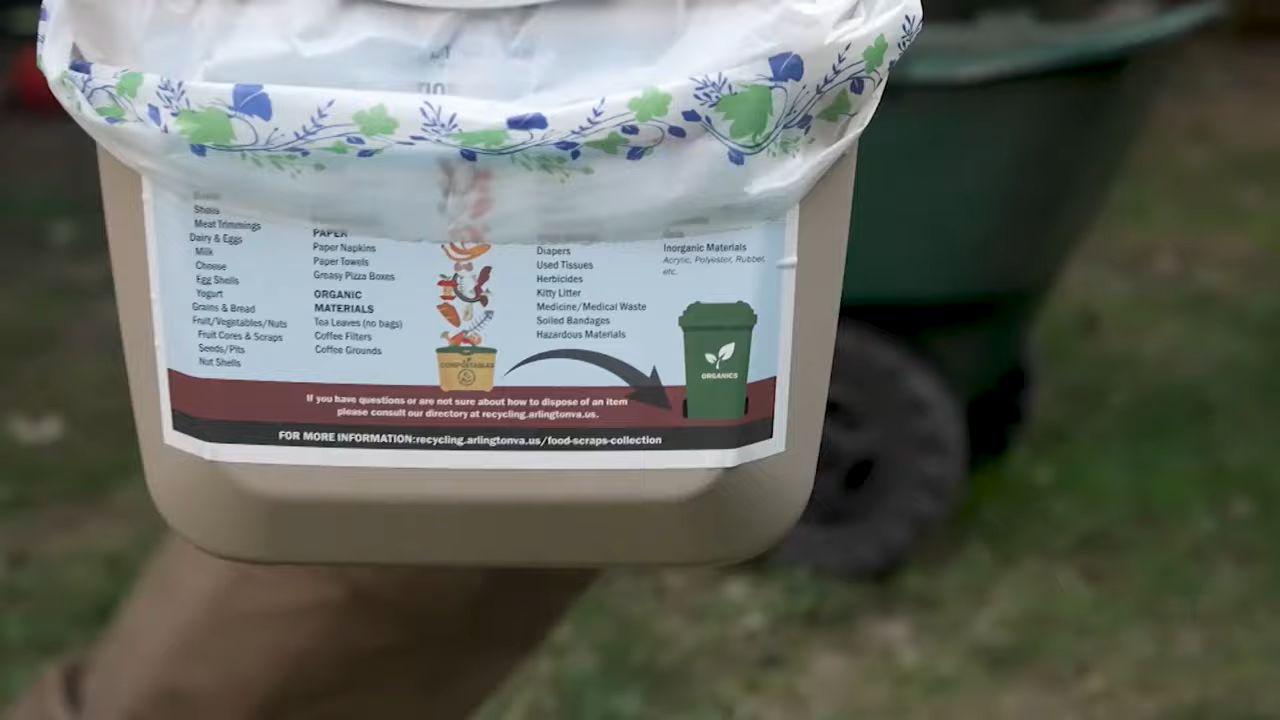 Shells
Meat Trimmings
Dairy & Eggs
Milk
Cheese
Egg Shells
Yogurt
Grains & Bread
Fruit/Vegetables/Nuts
Fruit Cores & Scraps
Seeds/Pits
Nut Shells
PAPER
Paper Napkins
Paper Towels
Greasy Pizza Boxes
ORGANIC
MATERIALS
Tea Leaves (no bags)
Coffee Filters
Coffee Grounds
COMPOSTABLES
Diapers
Used Tissues
Herbicides
Kitty Litter
Medicine/Medical Waste
Soiled Bandages
Hazardous Materials
Inorganic Materials
Acrylic, Polyester, Rubber,
etc.
ORGANICS
If you have questions or are not sure about how to dispose of an item
please consult our directory at recycling.arlingtonva.us.
FOR MORE INFORMATION:recycling.arlingtonva.us/food-scraps-collection